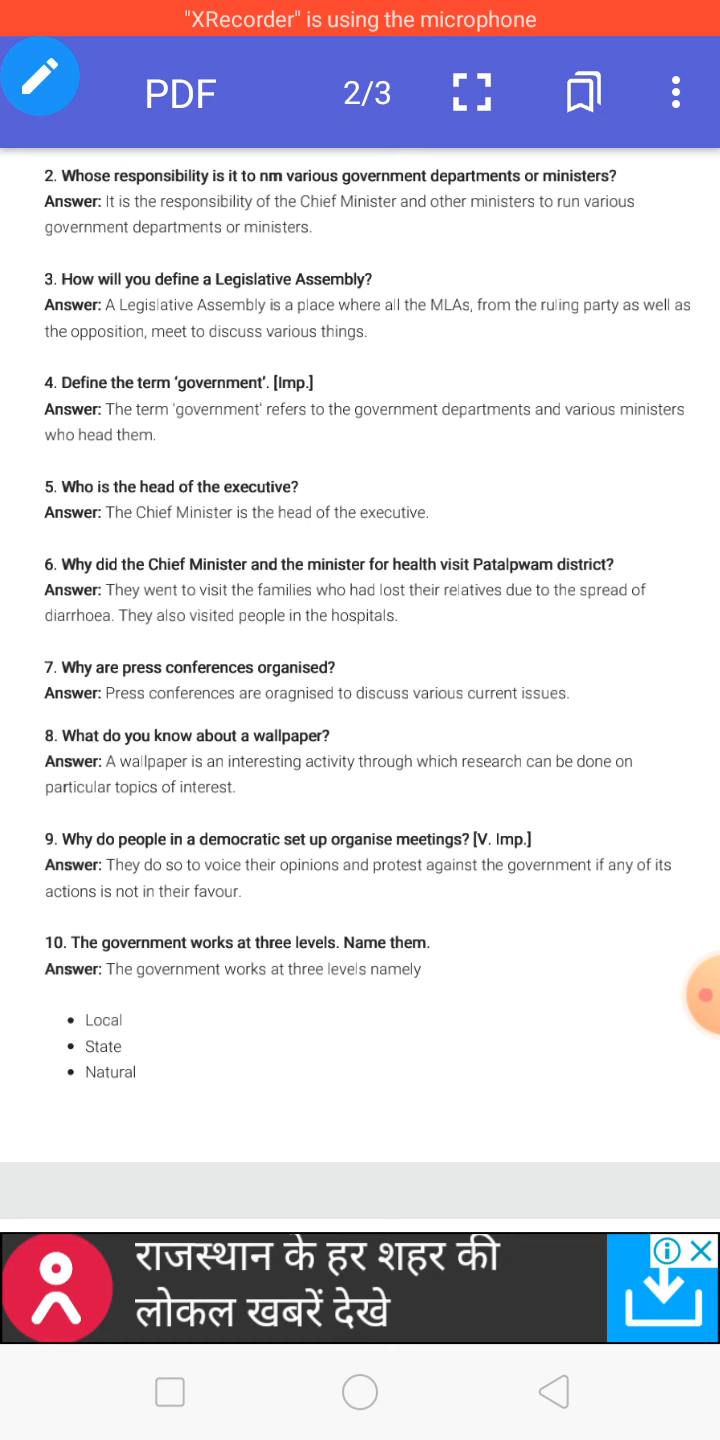 "XRecorder" is using the microphone
PDF
2/3
2. Whose responsibility is it to nm various government departments or ministers?
Answer: It is the responsibility of the Chief Minister and other ministers to run various
government departments or ministers.
3. How will you define a Legislative Assembly?
Answer: A Legislative Assembly is a place where all the MLAs, from the ruling party as well as
the opposition, meet to discuss various things.
4. Define the term ‘government’. [Imp.]
Answer: The term ‘government’ refers to the government departments and various ministers
who head them.
5. Who is the head of the executive?
Answer: The Chief Minister is the head of the executive.
6. Why did the Chief Minister and the minister for health visit Patalpwam district?
Answer: They went to visit the families who had lost their relatives due to the spread of
diarrhoea. They also visited people in the hospitals.
7. Why are press conferences organised?
Answer: Press conferences are oragnised to discuss various current issues.
8. What do you know about a wallpaper?
Answer: A wallpaper is an interesting activity through which research can be done on
particular topics of interest.
9. Why do people in a democratic set up organise meetings? [V. Imp.]
Answer: They do so to voice their opinions and protest against the government if any of its
actions is not in their favour.
10. The government works at three levels. Name them.
Answer: The government works at three levels namely
• Local
• State
• Natural
राजस्थान के हर शहर की
लोकल खबरें देखे